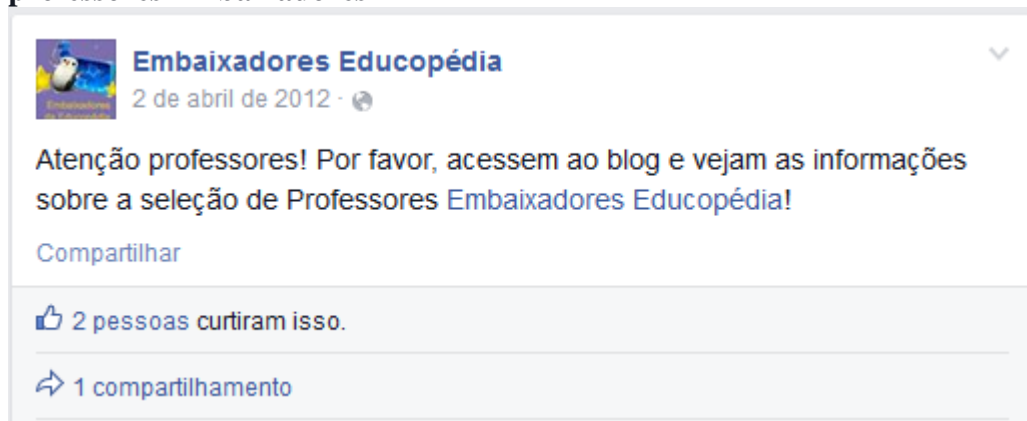 Embaixadores Educopédia
2 de abril de 2012 ·
Atenção professores! Por favor, acessem ao blog e vejam as informações
sobre a seleção de Professores Embaixadores Educopédia!
Compartilhar
2 pessoas curtiram isso.
1 compartilhamento